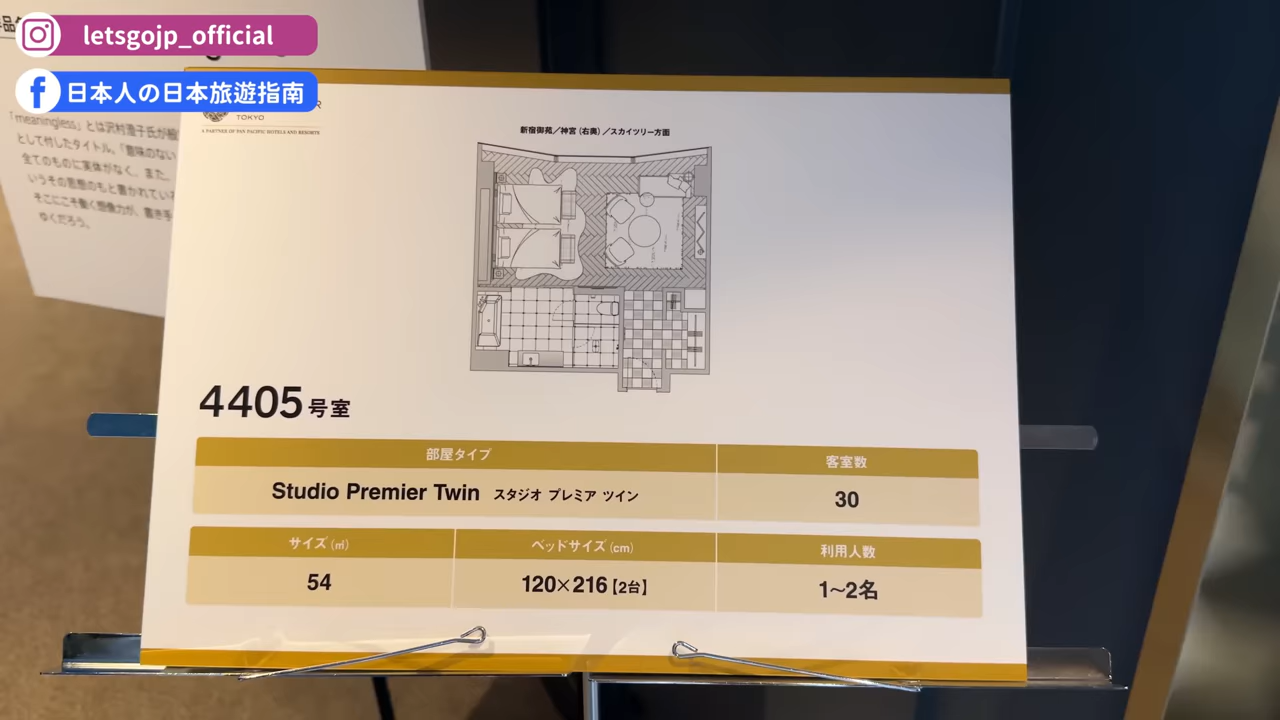 letsgojp_official
日本人の日本旅遊指南
「meaningless」とは沢村澄子氏が
として付したタイトル。「意味のない
全てのものに実体がなく、また、
いうその思想のもと書かれてい
そこにこそ働く想像力が、書き手
ゆくだろう。
TOKYO
A PARTNER OF PAN PACIFIC HOTELS AND RESORTS
新宿御苑／神宮(右奥)／スカイツリー方面
4405号室
部屋タイプ 客室数
Studio Premier Twin スタジオ プレミア ツイン 30
サイズ(㎡) ベッドサイズ(cm) 利用人数
54 120×216【2台】 1~2名